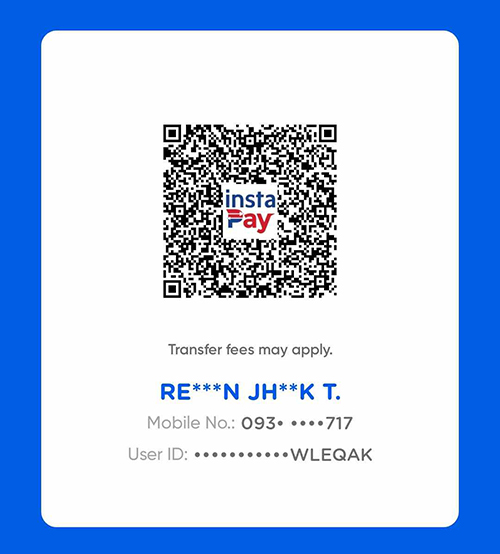 insta
Pay
Transfer fees may apply.
RE***N JH**K T.
Mobile No.: 093• ••••717
User ID: •••••••••••WLEQAK